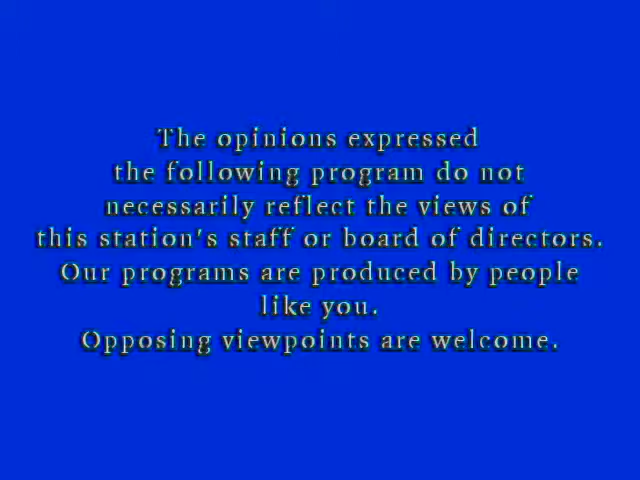 The opinions expressed
the following program do not
necessarily reflect the views of
this station's staff or board of directors.
Our programs are produced by people
like you.
Opposing viewpoints are welcome.